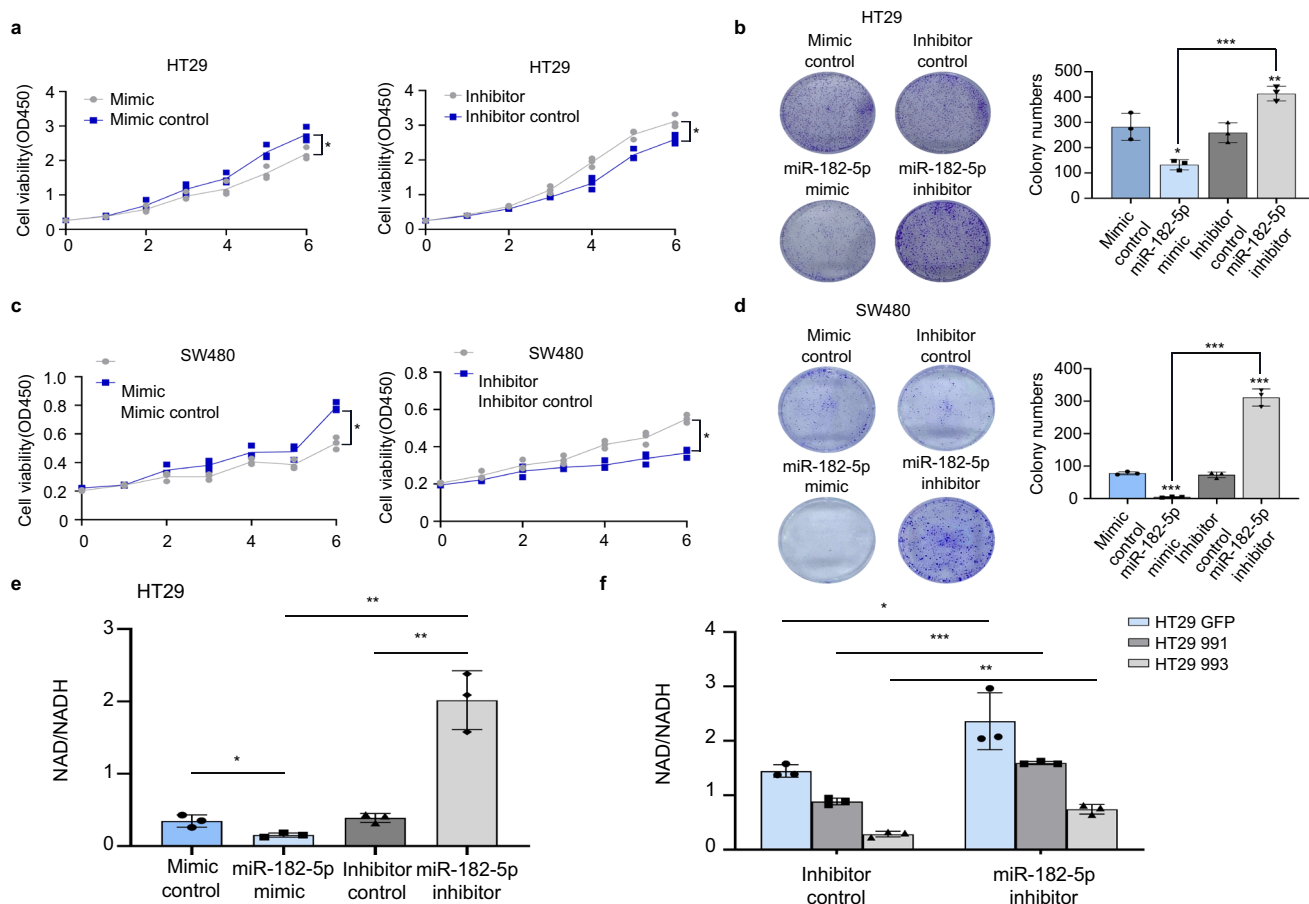 a
HT29
Cell viability(OD450)
4
3
2
1
0
Mimic
Mimic control
*
0 2 4 6
HT29
Cell viability(OD450)
4
3
2
1
0
Inhibitor
Inhibitor control
*
0 2 4 6
b
HT29
Mimic
control
Inhibitor
control
miR-182-5p
mimic
miR-182-5p
inhibitor
Colony numbers
500
400
300
200
100
0
***
*
**
Mimic
control
miR-182-5p
mimic
Inhibitor
control
miR-182-5p
inhibitor
c
SW480
Cell viability(OD450)
1.0
0.8
0.6
0.4
0.2
0
Mimic
Mimic control
*
0 2 4 6
SW480
Cell viability(OD450)
0.8
0.6
0.4
0.2
0
Inhibitor
Inhibitor control
*
0 2 4 6
d
SW480
Mimic
control
Inhibitor
control
miR-182-5p
mimic
miR-182-5p
inhibitor
Colony numbers
400
300
200
100
0
***
***
***
Mimic
control
miR-182-5p
mimic
Inhibitor
control
miR-182-5p
inhibitor
e
HT29
NAD/NADH
3
2
1
0
*
**
**
Mimic
control
miR-182-5p
mimic
Inhibitor
control
miR-182-5p
inhibitor
f
NAD/NADH
4
3
2
1
0
*
***
**
HT29 GFP
HT29 991
HT29 993
Inhibitor
control
miR-182-5p
inhibitor